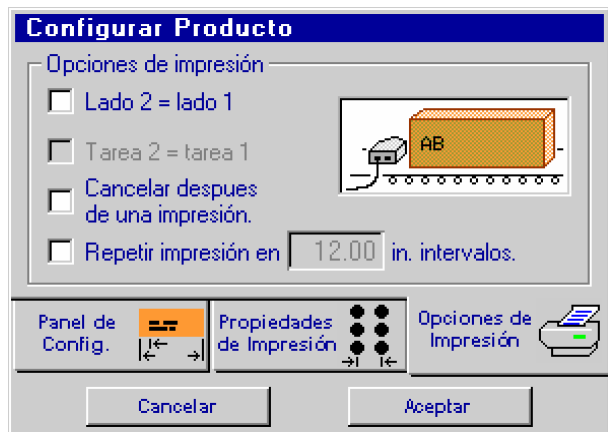 Configurar Producto
Opciones de impresión
Lado 2 = lado 1
AB
Tarea 2 = tarea 1
Cancelar despues
de una impresión.
Repetir impresión en 12.00 in. intervalos.
Panel de
Config.
Propiedades
de Impresión
Opciones de
Impresión
Cancelar
Aceptar